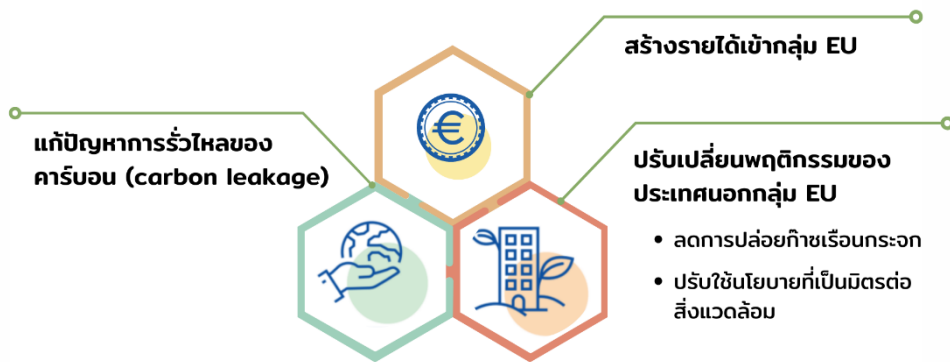 สร้างรายได้เข้ากลุ่ม EU
แก้ปัญหาการรั่วไหลของ
คาร์บอน (carbon leakage)
ปรับเปลี่ยนพฤติกรรมของ
ประเทศนอกกลุ่ม EU
• ลดการปล่อยก๊าซเรือนกระจก
• ปรับใช้นโยบายที่เป็นมิตรต่อ
สิ่งแวดล้อม